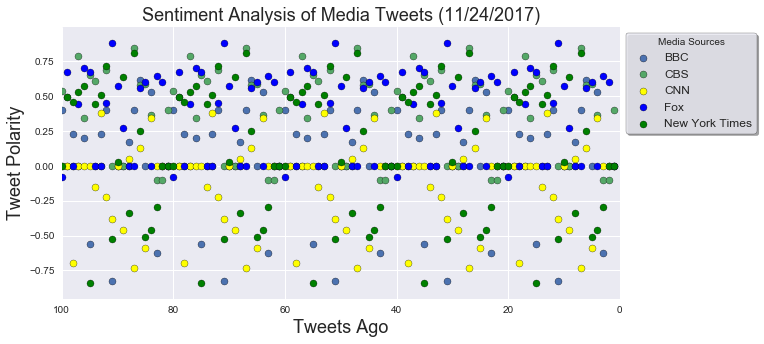 Sentiment Analysis of Media Tweets (11/24/2017)
Tweet Polarity
0.75
0.50
0.25
0.00
−0.25
−0.50
−0.75
100
80
60
40
20
0
Tweets Ago
Media Sources
BBC
CBS
CNN
Fox
New York Times